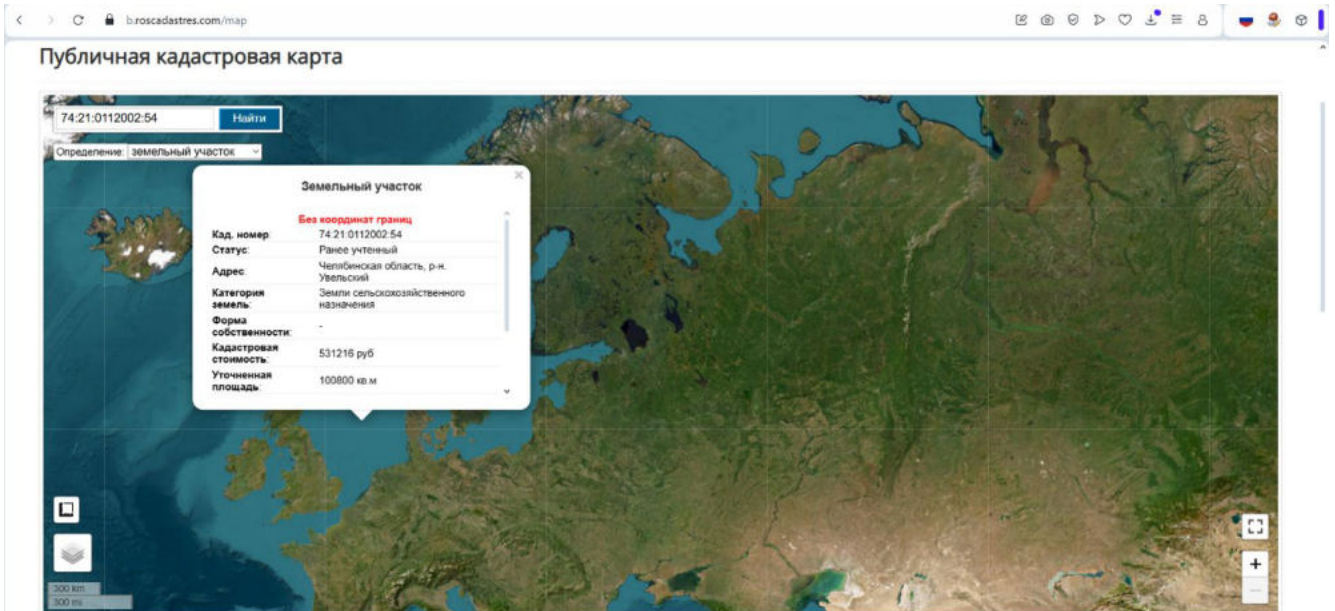 b.roscadastres.com/map
Публичная кадастровая карта
74:21:0112002:54 Найти
Определение: земельный участок
Земельный участок
Без координат границ
Кад. номер: 74:21:0112002:54
Статус: Ранее учтенный
Адрес: Челябинская область, р-н.
Увельский
Категория земель: Земли сельскохозяйственного
назначения
Форма собственности: -
Кадастровая стоимость: 531216 руб
Уточненная площадь: 100800 кв.м
300 km
300 mi